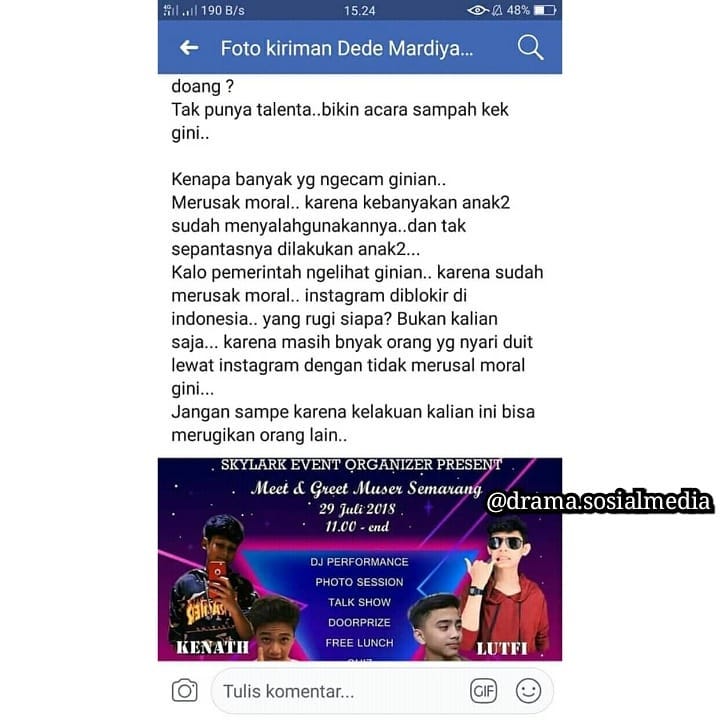 190 B/s 15.24 48%
Foto kiriman Dede Mardiya...
doang ?
Tak punya talenta..bikin acara sampah kek
gini..
Kenapa banyak yg ngecam ginian..
Merusak moral.. karena kebanyakan anak2
sudah menyalahgunakannya..dan tak
sepantasnya dilakukan anak2...
Kalo pemerintah ngelihat ginian.. karena sudah
merusak moral.. instagram diblokir di
indonesia.. yang rugi siapa? Bukan kalian
saja... karena masih bnyak orang yg nyari duit
lewat instagram dengan tidak merusal moral
gini...
Jangan sampe karena kelakuan kalian ini bisa
merugikan orang lain..
SKYLARK EVENT ORGANIZER PRESENT
Meet & Greet Muser Semarang
@drama.sosialmedia
29 Juli 2018
11.00 - end
DJ PERFORMANCE
PHOTO SESSION
TALK SHOW
DOORPRIZE
FREE LUNCH
KENATH
LUTFI
Tulis komentar...
GIF